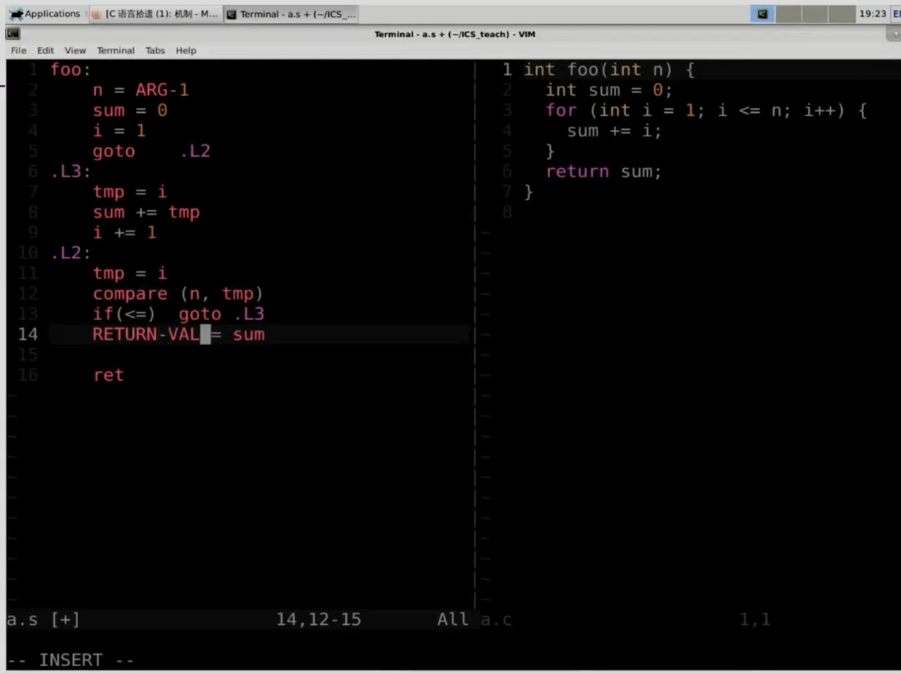 Applications
[C 语言拾遗 (1): 机制 - M...
Terminal - a.s + (~/ICS_...
19:23
Terminal - a.s + (~/ICS_teach) - VIM
File Edit View Terminal Tabs Help
1 foo:
2 n = ARG-1
3 sum = 0
4 i = 1
5 goto .L2
6 .L3:
7 tmp = i
8 sum += tmp
9 i += 1
10 .L2:
11 tmp = i
12 compare (n, tmp)
13 if(<=) goto .L3
14 RETURN-VAL = sum
15
16 ret
a.s [+] 14,12-15 All
-- INSERT --
1 int foo(int n) {
2 int sum = 0;
3 for (int i = 1; i <= n; i++) {
4 sum += i;
5 }
6 return sum;
7 }
8
a.c 1,1